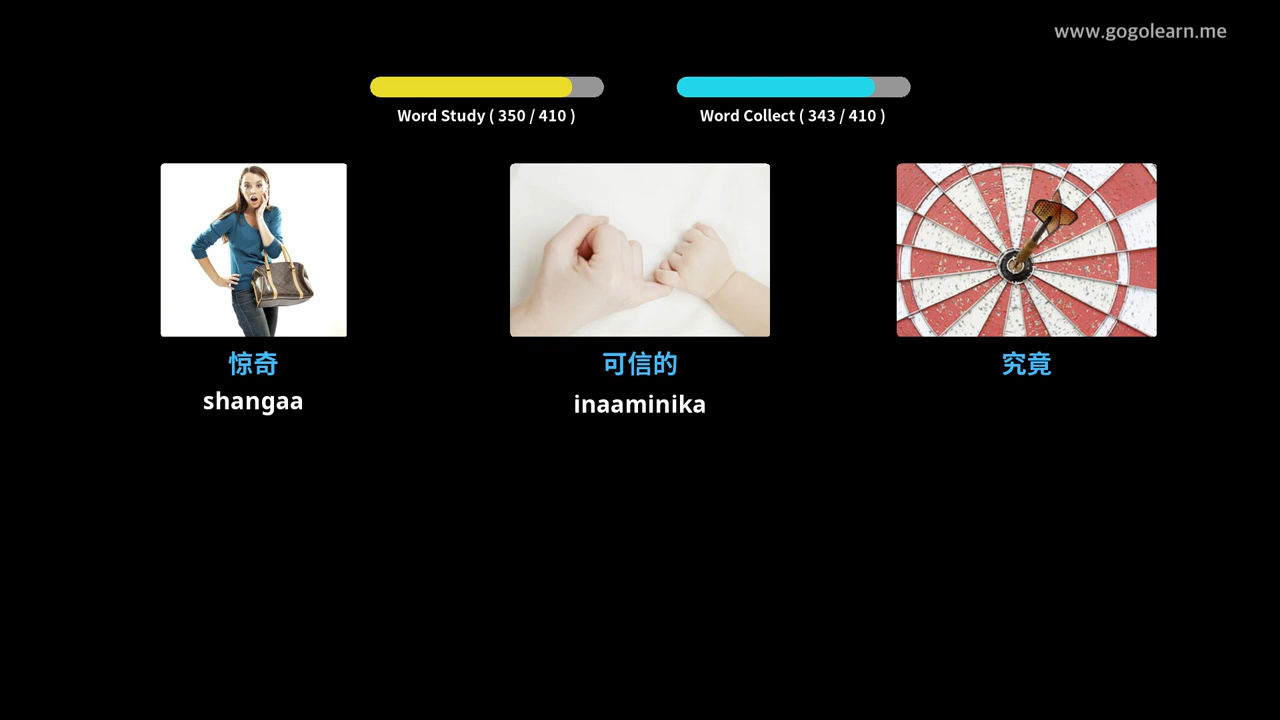 www.gogolearn.me
Word Study ( 350 / 410 )
Word Collect ( 343 / 410 )
惊奇
可信的
究竟
shangaa
inaaminika